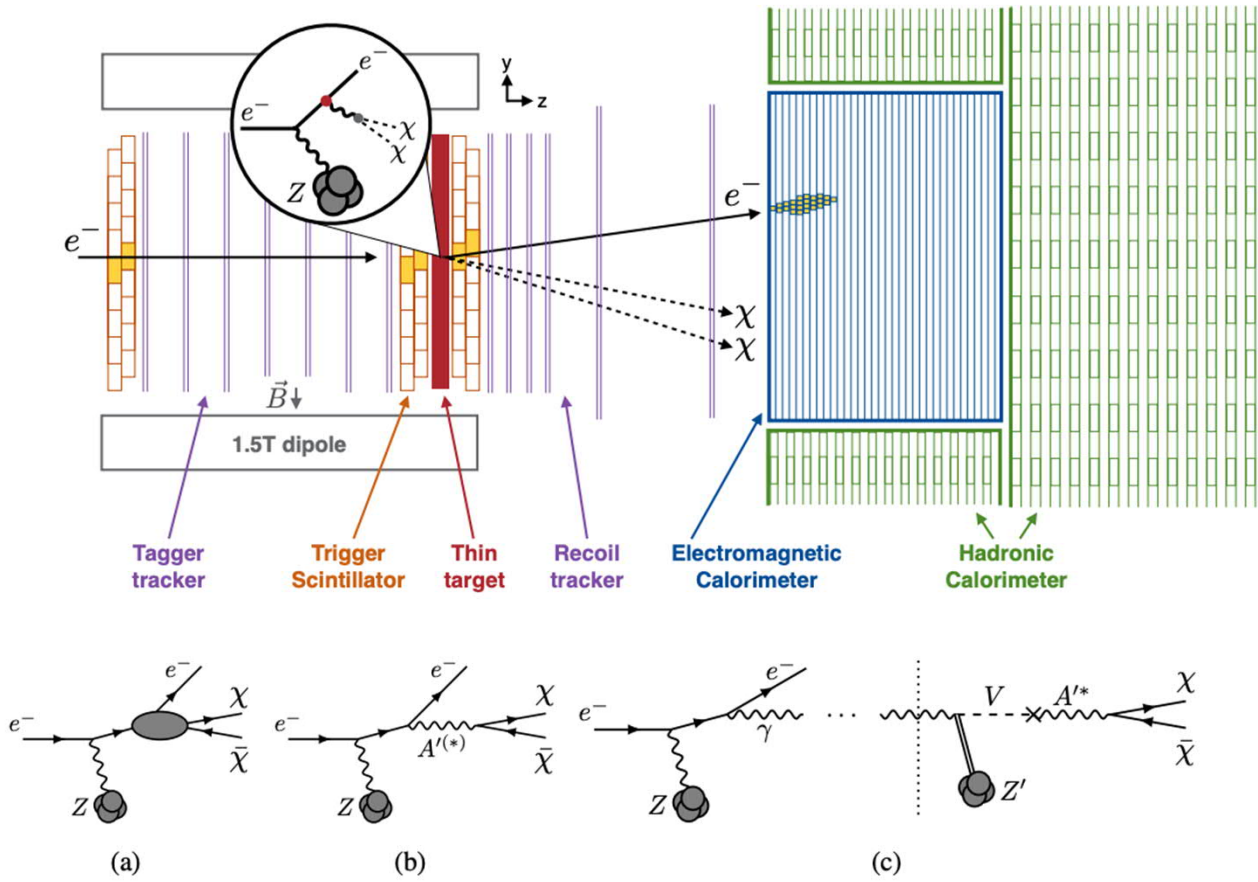 e⁻
e⁻
χ
χ
Z
y
z
e⁻
e⁻
χ
χ
B⃗
1.5T dipole
Tagger
tracker
Trigger
Scintillator
Thin
target
Recoil
tracker
Electromagnetic
Calorimeter
Hadronic
Calorimeter
e⁻
e⁻
χ
χ̄
Z
(a)
e⁻
e⁻
A′⁽*⁾
χ
χ̄
Z
(b)
e⁻
e⁻
γ
...
V
A′*
χ
χ̄
Z
Z′
(c)